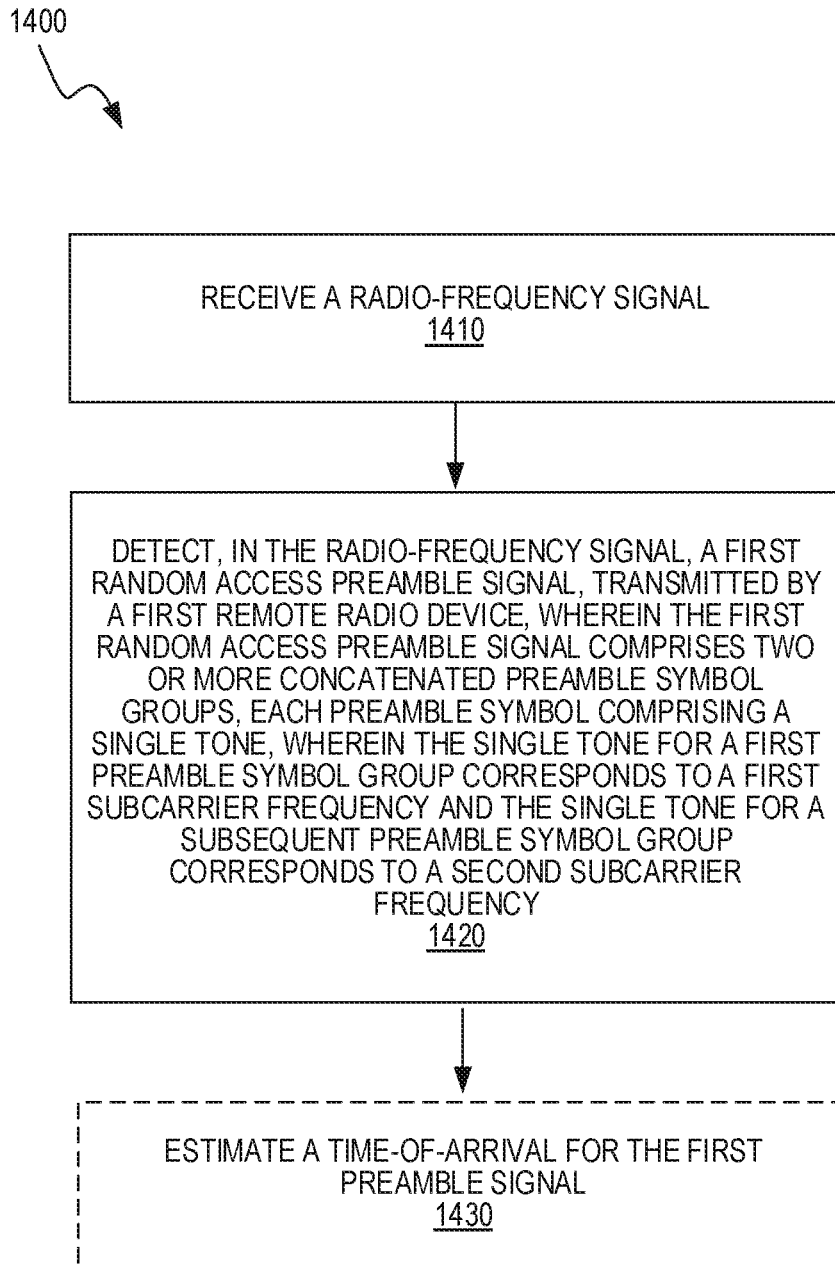 1400
RECEIVE A RADIO-FREQUENCY SIGNAL
1410
DETECT, IN THE RADIO-FREQUENCY SIGNAL, A FIRST
RANDOM ACCESS PREAMBLE SIGNAL, TRANSMITTED BY
A FIRST REMOTE RADIO DEVICE, WHEREIN THE FIRST
RANDOM ACCESS PREAMBLE SIGNAL COMPRISES TWO
OR MORE CONCATENATED PREAMBLE SYMBOL
GROUPS, EACH PREAMBLE SYMBOL COMPRISING A
SINGLE TONE, WHEREIN THE SINGLE TONE FOR A FIRST
PREAMBLE SYMBOL GROUP CORRESPONDS TO A FIRST
SUBCARRIER FREQUENCY AND THE SINGLE TONE FOR A
SUBSEQUENT PREAMBLE SYMBOL GROUP
CORRESPONDS TO A SECOND SUBCARRIER
FREQUENCY
1420
ESTIMATE A TIME-OF-ARRIVAL FOR THE FIRST
PREAMBLE SIGNAL
1430